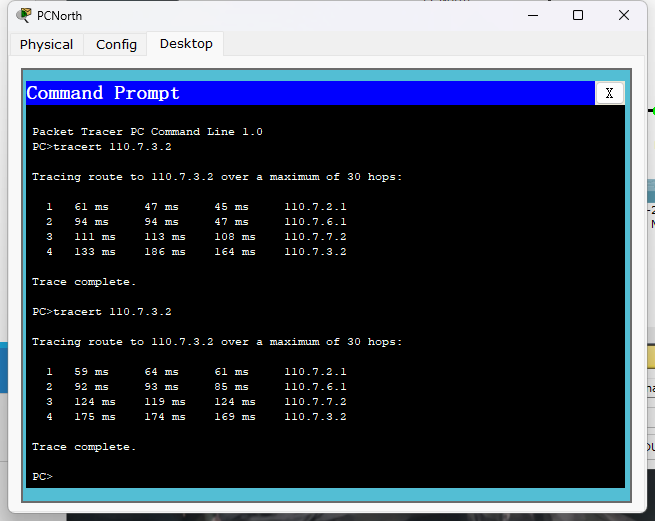 PCNorth
Physical Config Desktop
Command Prompt X
Packet Tracer PC Command Line 1.0
PC>tracert 110.7.3.2
Tracing route to 110.7.3.2 over a maximum of 30 hops:
1 61 ms 47 ms 45 ms 110.7.2.1
2 94 ms 94 ms 47 ms 110.7.6.1
3 111 ms 113 ms 108 ms 110.7.7.2
4 133 ms 186 ms 164 ms 110.7.3.2
Trace complete.
PC>tracert 110.7.3.2
Tracing route to 110.7.3.2 over a maximum of 30 hops:
1 59 ms 64 ms 61 ms 110.7.2.1
2 92 ms 93 ms 85 ms 110.7.6.1
3 124 ms 119 ms 124 ms 110.7.7.2
4 175 ms 174 ms 169 ms 110.7.3.2
Trace complete.
PC>